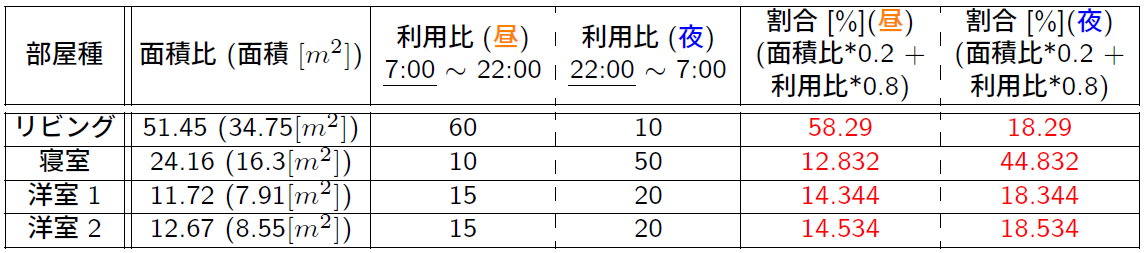 部屋種 面積比 (面積 [m²]) 利用比 (昼) 7:00 ∼ 22:00 利用比 (夜) 22:00 ∼ 7:00 割合 [%](昼) (面積比*0.2 + 利用比*0.8) 割合 [%](夜) (面積比*0.2 + 利用比*0.8)
リビング 51.45 (34.75[m²]) 60 10 58.29 18.29
寝室 24.16 (16.3[m²]) 10 50 12.832 44.832
洋室 1 11.72 (7.91[m²]) 15 20 14.344 18.344
洋室 2 12.67 (8.55[m²]) 15 20 14.534 18.534